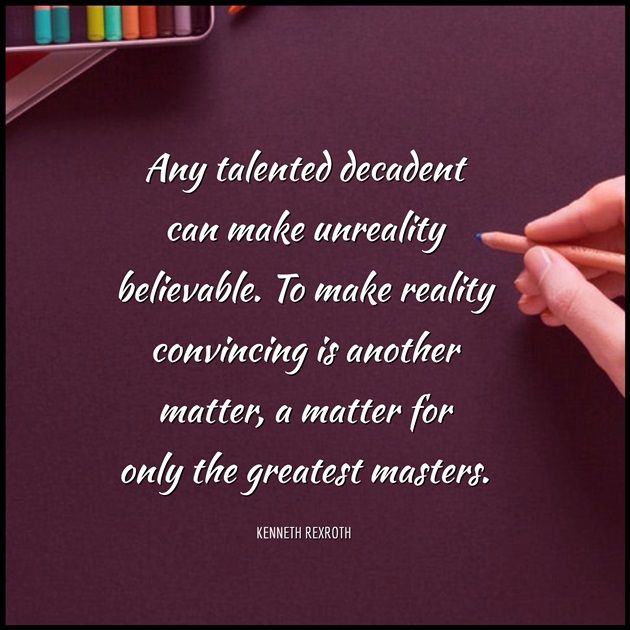 Any talented decadent
can make unreality
believable. To make reality
convincing is another
matter, a matter for
only the greatest masters.
KENNETH REXROTH